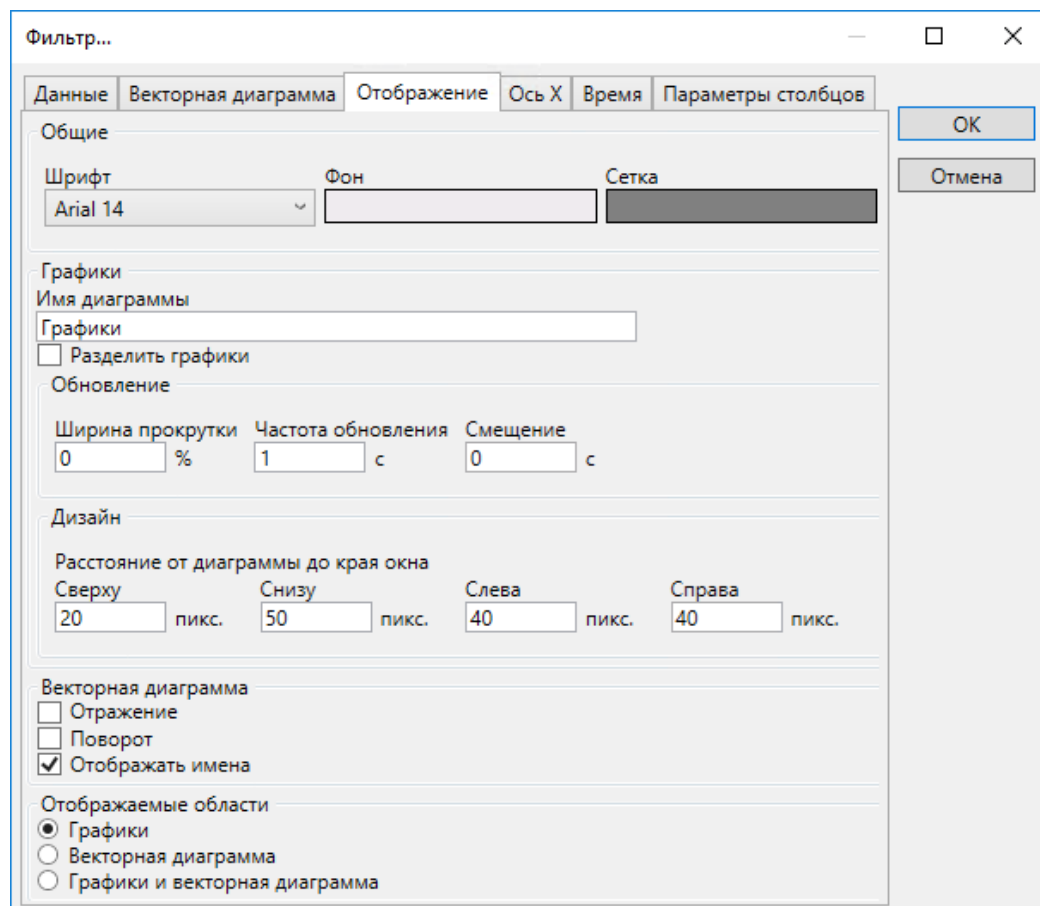 Фильтр...
Данные Векторная диаграмма Отображение Ось X Время Параметры столбцов
OK
Отмена
Общие
Шрифт Фон Сетка
Arial 14
Графики
Имя диаграммы
Графики
Разделить графики
Обновление
Ширина прокрутки Частота обновления Смещение
0 % 1 с 0 с
Дизайн
Расстояние от диаграммы до края окна
Сверху Снизу Слева Справа
20 пикс. 50 пикс. 40 пикс. 40 пикс.
Векторная диаграмма
Отражение
Поворот
Отображать имена
Отображаемые области
Графики
Векторная диаграмма
Графики и векторная диаграмма